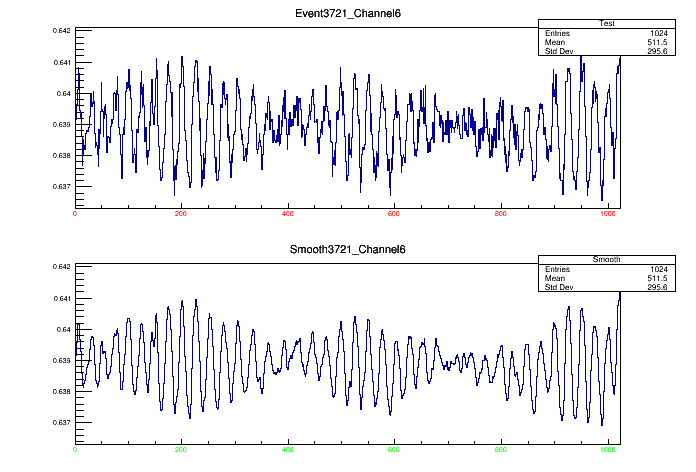 Event3721_Channel6
Test
Entries 1024
Mean 511.5
Std Dev 295.6
0.642
0.641
0.64
0.639
0.638
0.637
0 200 400 600 800 1000
Smooth3721_Channel6
Smooth
Entries 1024
Mean 511.5
Std Dev 295.6
0.642
0.641
0.64
0.639
0.638
0.637
0 200 400 600 800 1000